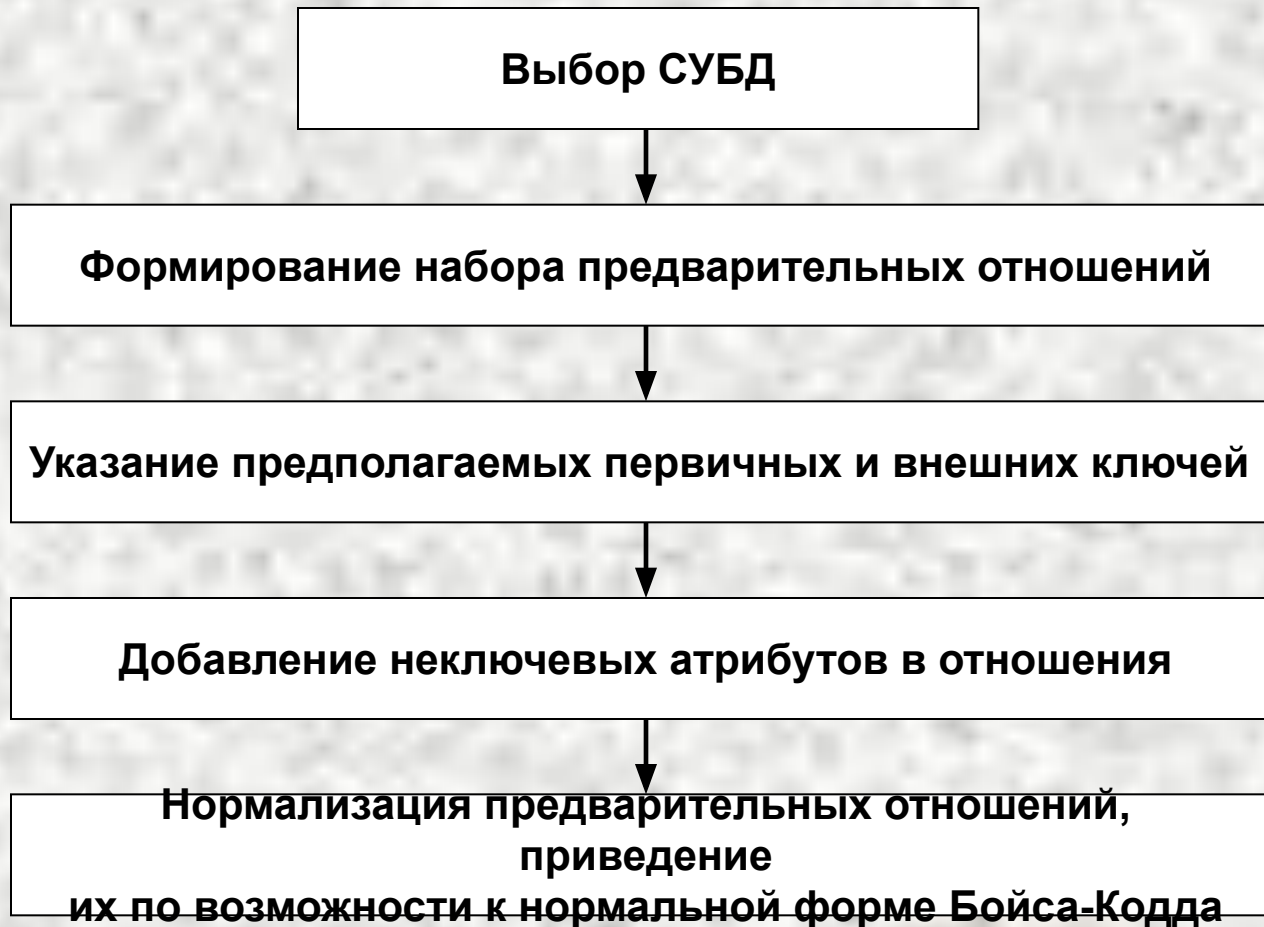 Выбор СУБД
Формирование набора предварительных отношений
Указание предполагаемых первичных и внешних ключей
Добавление неключевых атрибутов в отношения
Нормализация предварительных отношений,
приведение
их по возможности к нормальной форме Бойса-Кодда